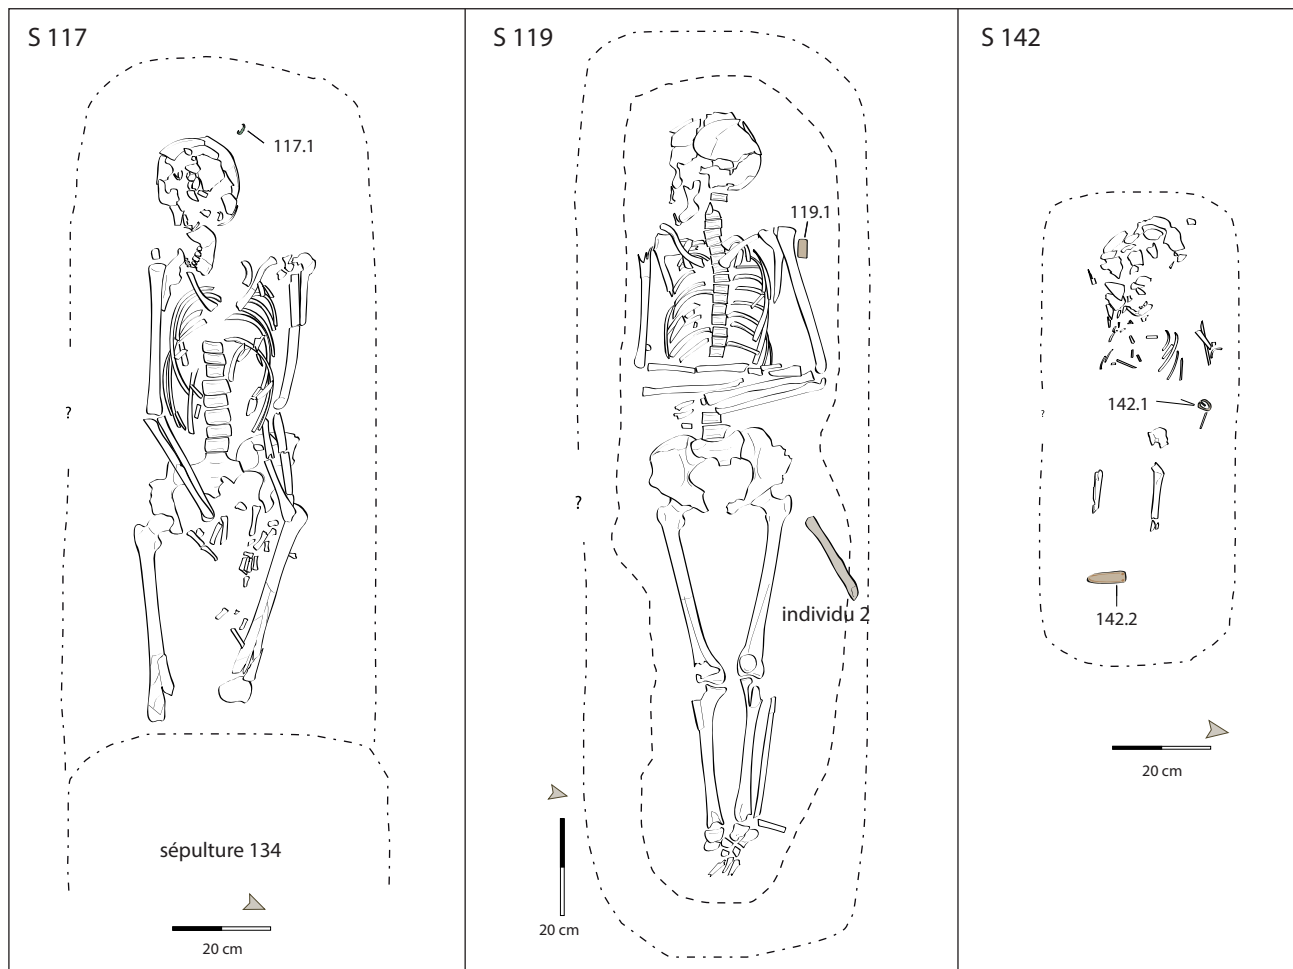 S 117
117.1
?
sépulture 134
20 cm
S 119
119.1
?
individu 2
20 cm
S 142
142.1
?
142.2
20 cm